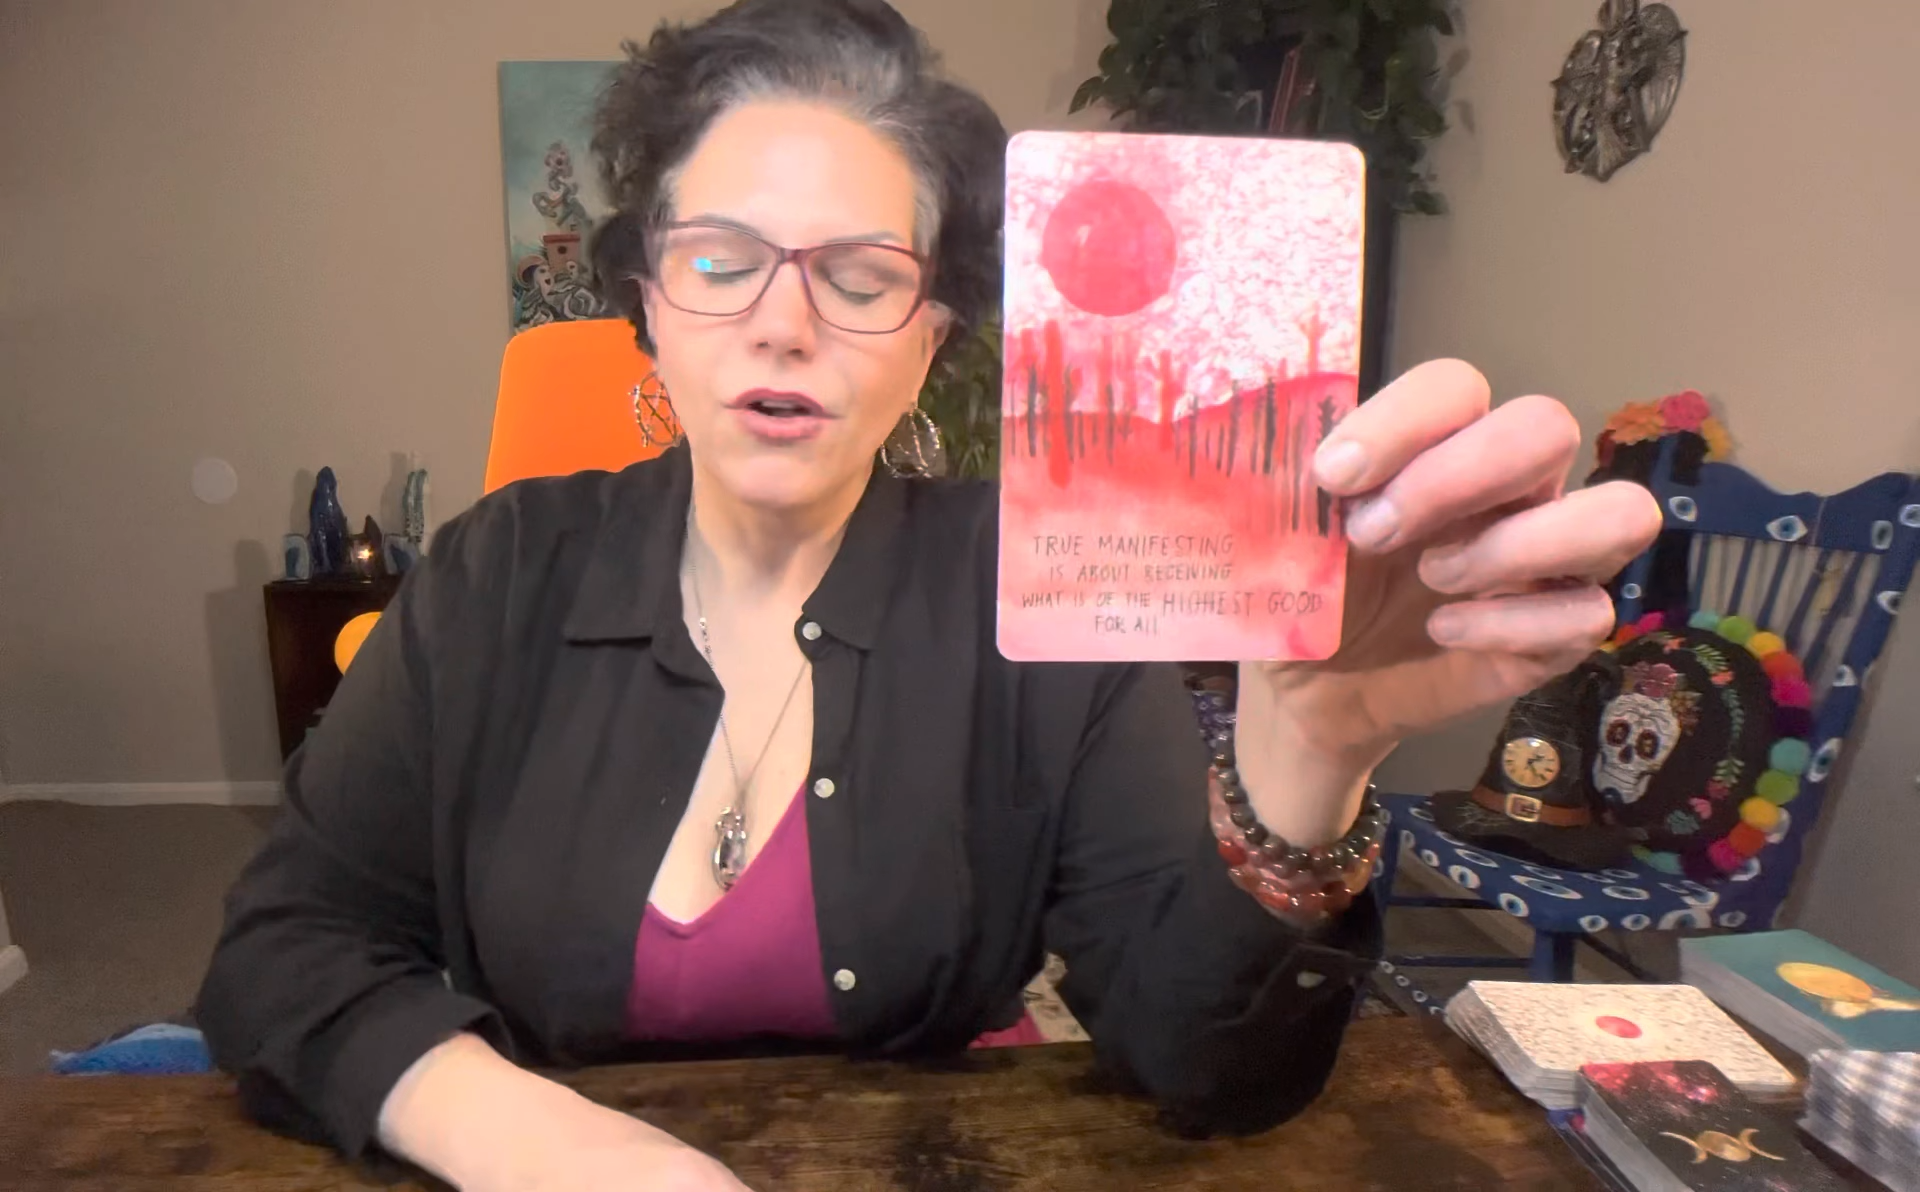 TRUE MANIFESTING
IS ABOUT RECEIVING
WHAT IS OF THE HIGHEST GOOD
FOR All